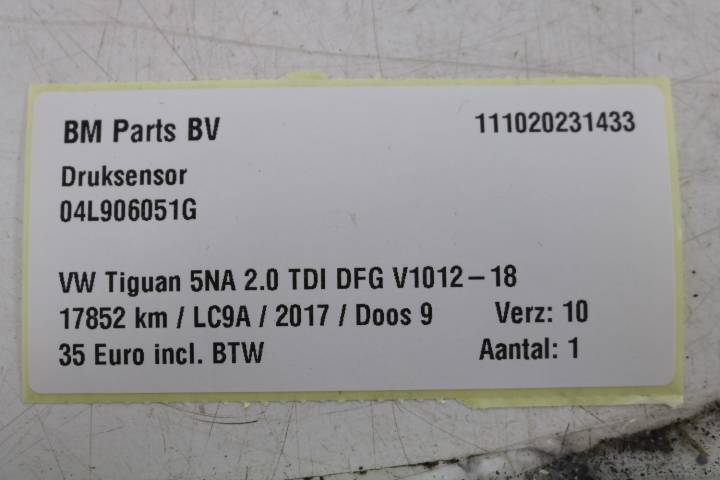 BM Parts BV 111020231433
Druksensor
04L906051G
VW Tiguan 5NA 2.0 TDI DFG V1012-18
17852 km / LC9A / 2017 / Doos 9 Verz: 10
35 Euro incl. BTW Aantal: 1